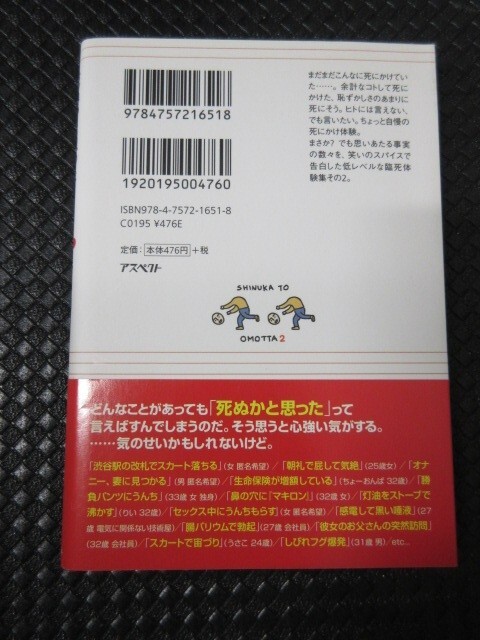 まだまだこんなに死にかけてい
た……。余計なコトして死に
かけた、恥ずかしさのあまりに
死にそう。ヒトには言えない、
でも言いたい。ちょっと自慢の
死にかけ体験。
まさか? でも思いあたる事実
の数々を、笑いのスパイスで
告白した低レベルな臨死体
験集その2。
9784757216518
1920195004760
ISBN978-4-7572-1651-8
C0195 ¥476E
定価:本体476円+税
アスペクト
SHINUKA TO
OMOTTA 2
どんなことがあっても「死ぬかと思った」って
言えばすんでしまうのだ。そう思うと心強い気がする。
……気のせいかもしれないけど。
「渋谷駅の改札でスカート落ちる」(女 匿名希望)/「朝礼で屁して気絶」(25歳女)/「オナ
ニー、妻に見つかる」(男 匿名希望)/「生命保険が増額している」(ちょーおんぱ 32歳)/「勝
負パンツにうんち」(33歳 女 独身)/「鼻の穴に『マキロン』」(32歳 女)/「灯油をストーブで
沸かす」(うい 32歳)/「セックス中にうんちもらす」(女 匿名希望)/「感電して黒い唾液」(27
歳 電気に関係ない技術屋)/「腸バリウムで勃起」(27歳 会社員)/「彼女のお父さんの突然訪問」
(32歳 会社員)/「スカートで宙づり」(うさこ 24歳)/「しびれフグ爆発」(31歳 男)/etc...